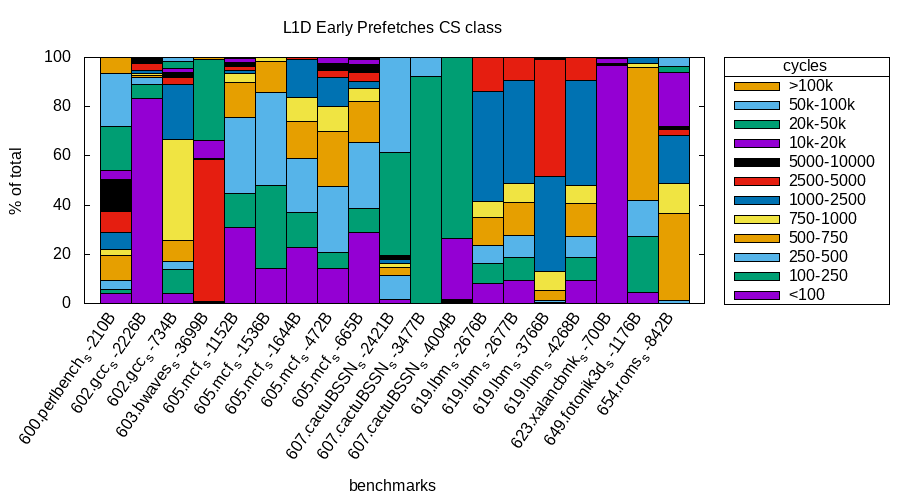 L1D Early Prefetches CS class
% of total
100
80
60
40
20
0
600.perlbench_s -210B
602.gcc_s -2226B
602.gcc_s -734B
603.bwaves_s -3699B
605.mcf_s -1152B
605.mcf_s -1536B
605.mcf_s -1644B
605.mcf_s -472B
605.mcf_s -665B
607.cactuBSSN_s -2421B
607.cactuBSSN_s -3477B
607.cactuBSSN_s -4004B
619.lbm_s -2676B
619.lbm_s -2677B
619.lbm_s -3766B
619.lbm_s -4268B
623.xalancbmk_s -700B
649.fotonik3d_s -1176B
654.roms_s -842B
benchmarks
cycles
>100k
50k-100k
20k-50k
10k-20k
5000-10000
2500-5000
1000-2500
750-1000
500-750
250-500
100-250
<100